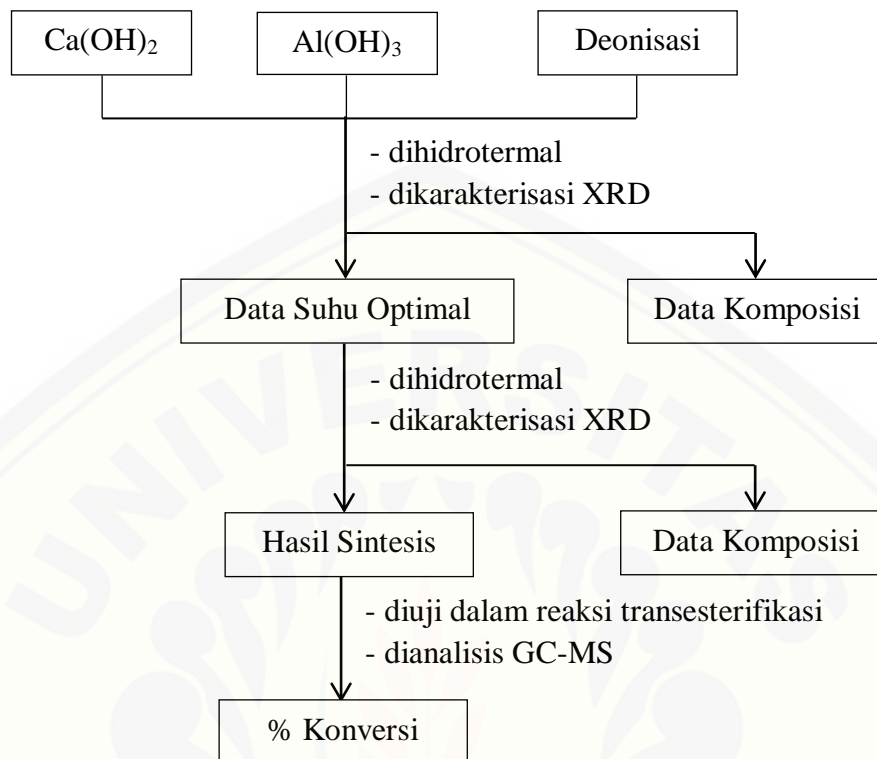 Ca(OH)₂
Al(OH)₃
Deonisasi
- dihidrotermal
- dikarakterisasi XRD
Data Suhu Optimal
Data Komposisi
- dihidrotermal
- dikarakterisasi XRD
Hasil Sintesis
Data Komposisi
- diuji dalam reaksi transesterifikasi
- dianalisis GC-MS
% Konversi
UNIVERSITAS